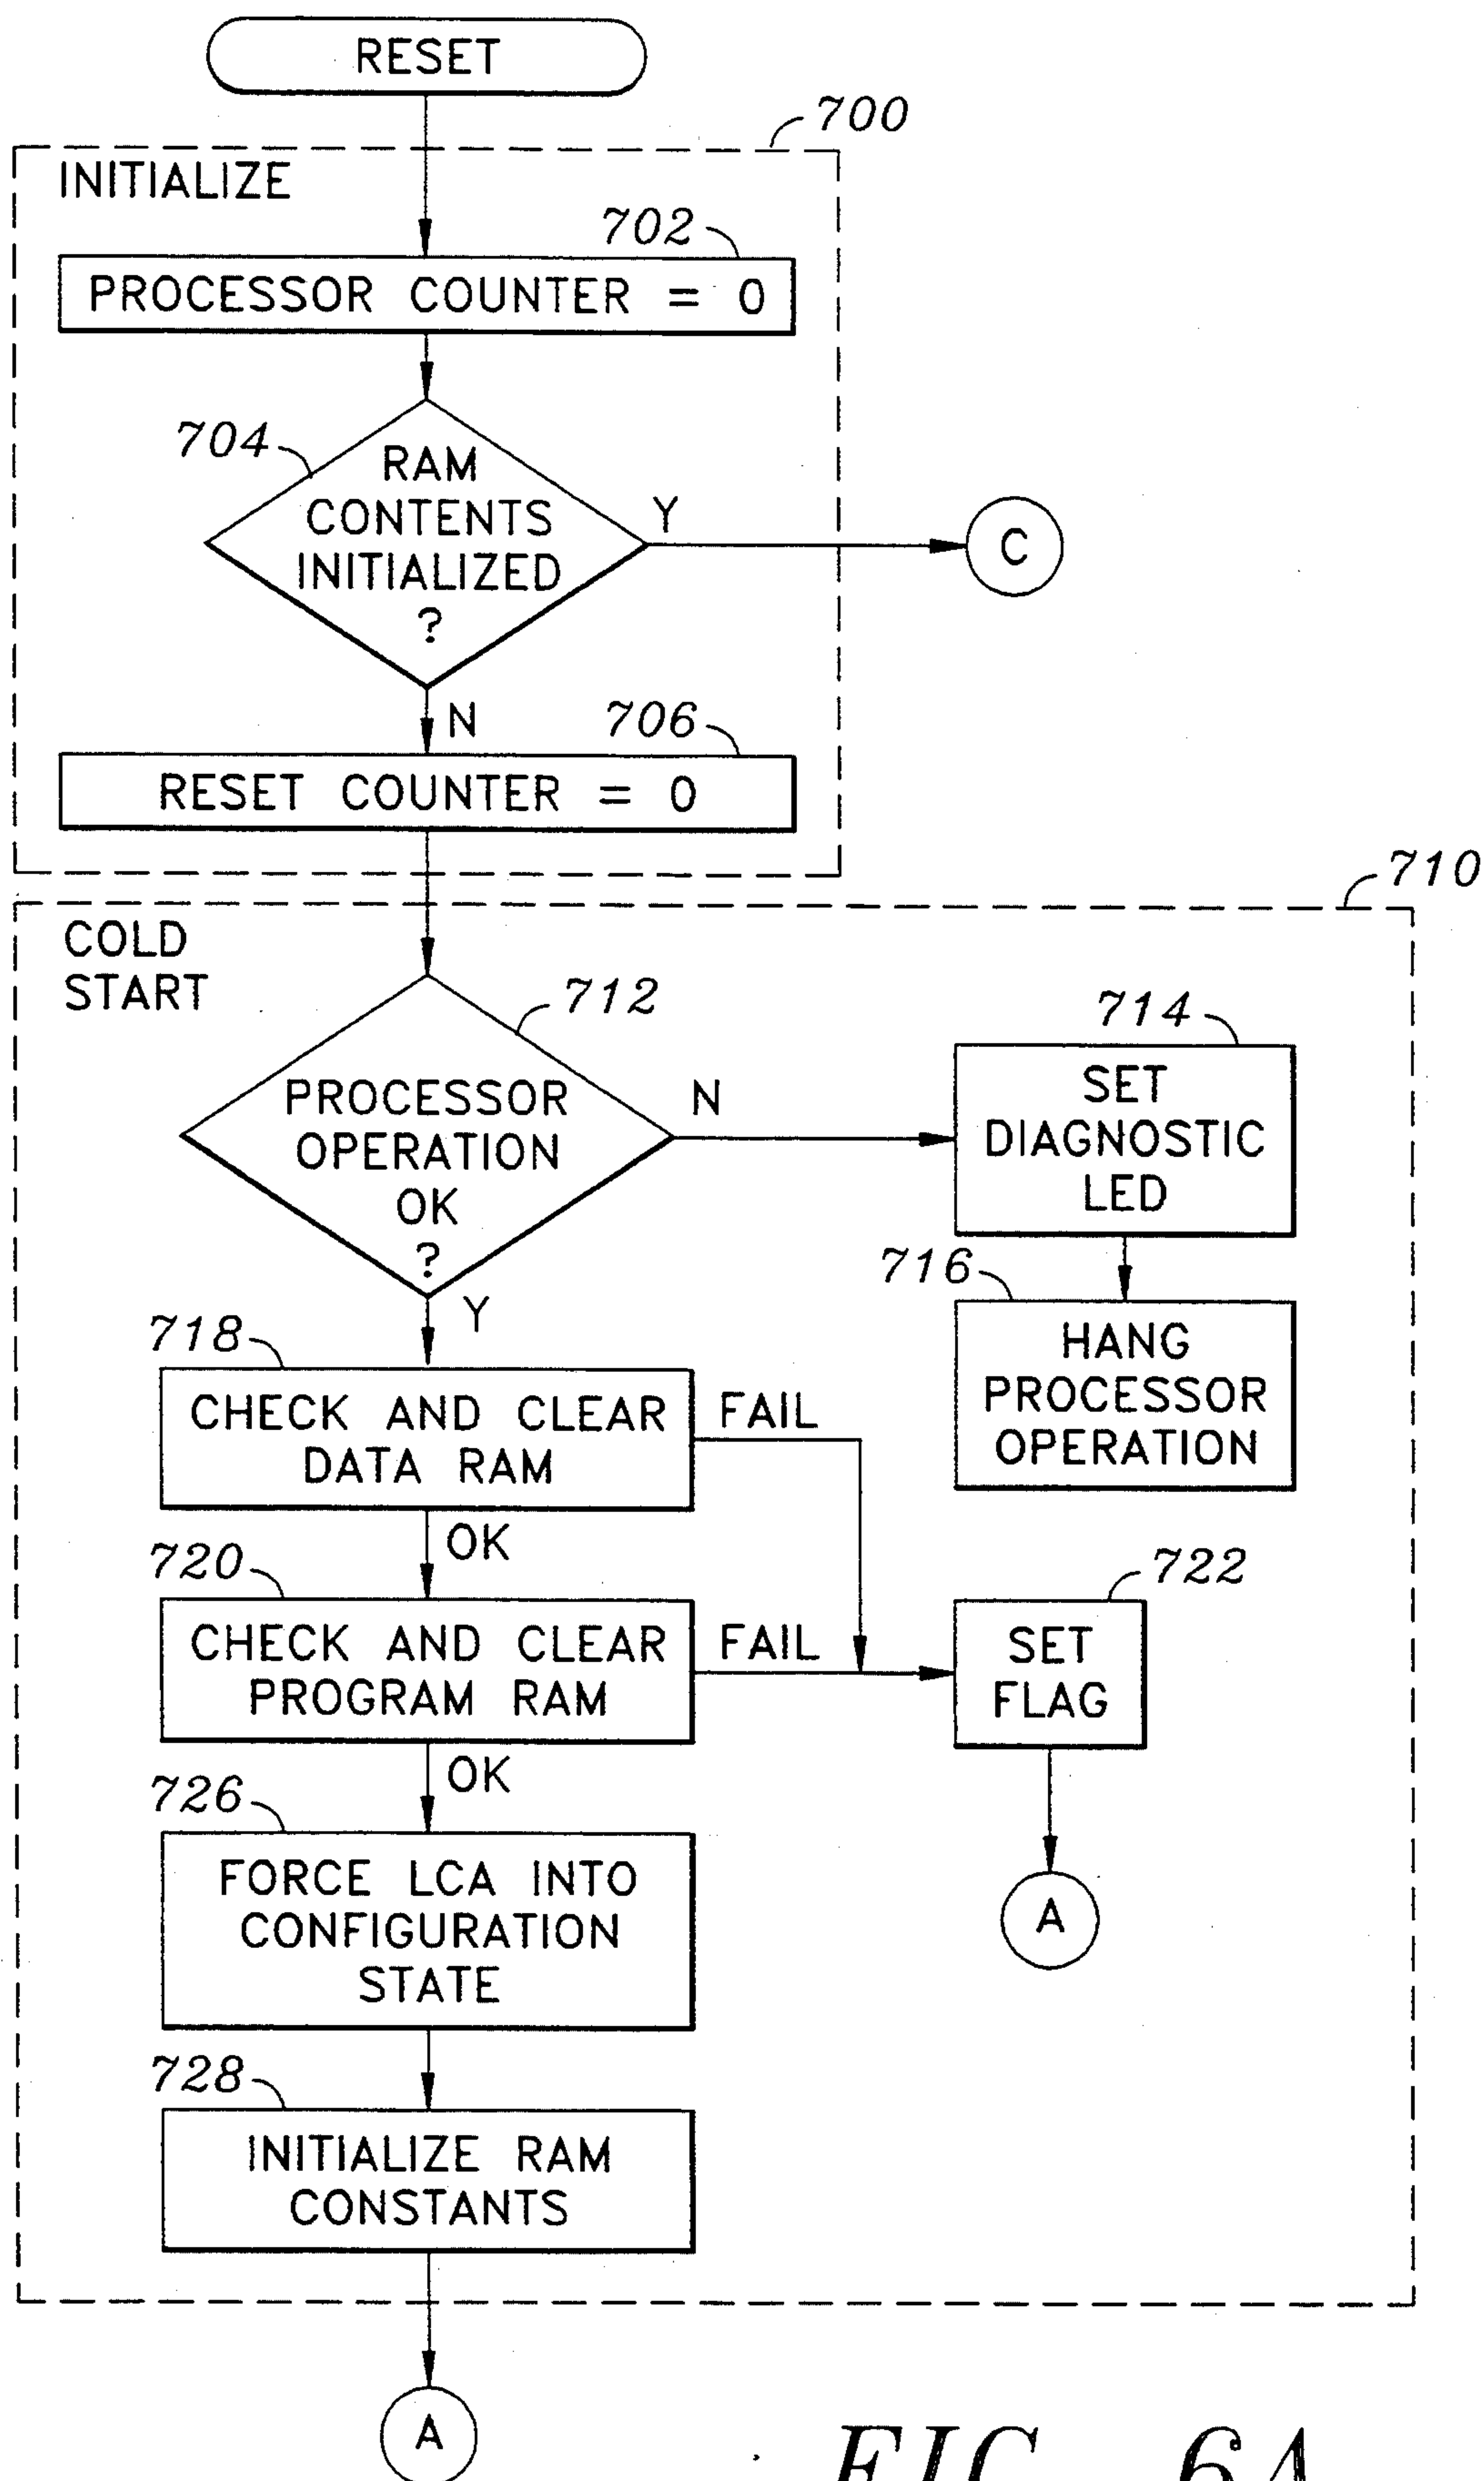 RESET
700
INITIALIZE
702
PROCESSOR COUNTER = 0
704
RAM
CONTENTS
INITIALIZED
?
Y
C
N
706
RESET COUNTER = 0
710
COLD
START
712
PROCESSOR
OPERATION
OK
?
N
714
SET
DIAGNOSTIC
LED
716
HANG
PROCESSOR
OPERATION
Y
718
CHECK AND CLEAR
DATA RAM
FAIL
OK
720
CHECK AND CLEAR
PROGRAM RAM
FAIL
722
SET
FLAG
A
OK
726
FORCE LCA INTO
CONFIGURATION
STATE
728
INITIALIZE RAM
CONSTANTS
A
FIG. 6A